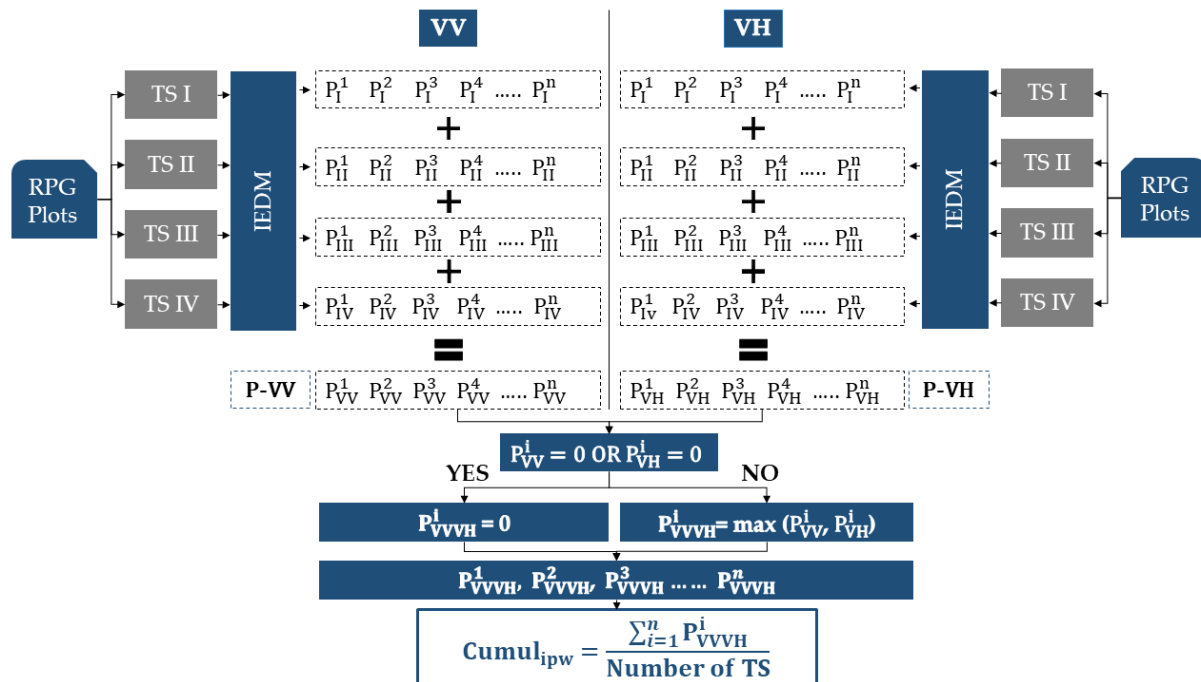 VV VH
TS I P_I^1 P_I^2 P_I^3 P_I^4 ..... P_I^n P_I^1 P_I^2 P_I^3 P_I^4 ..... P_I^n TS I
+ +
TS II P_II^1 P_II^2 P_II^3 P_II^4 ..... P_II^n P_II^1 P_II^2 P_II^3 P_II^4 ..... P_II^n TS II
RPG Plots IEDM + + IEDM RPG Plots
TS III P_III^1 P_III^2 P_III^3 P_III^4 ..... P_III^n P_III^1 P_III^2 P_III^3 P_III^4 ..... P_III^n TS III
+ +
TS IV P_IV^1 P_IV^2 P_IV^3 P_IV^4 ..... P_IV^n P_Iv^1 P_IV^2 P_IV^3 P_IV^4 ..... P_IV^n TS IV
= =
P-VV P_VV^1 P_VV^2 P_VV^3 P_VV^4 ..... P_VV^n P_VH^1 P_VH^2 P_VH^3 P_VH^4 ..... P_VH^n P-VH
P_VV^i = 0 OR P_VH^i = 0
YES NO
P_VVVH^i = 0 P_VVVH^i = max (P_VV^i, P_VH^i)
P_VVVH^1, P_VVVH^2, P_VVVH^3 ...... P_VVVH^n
Cumul_ipw = ∑_{i=1}^n P_VVVH^i / Number of TS